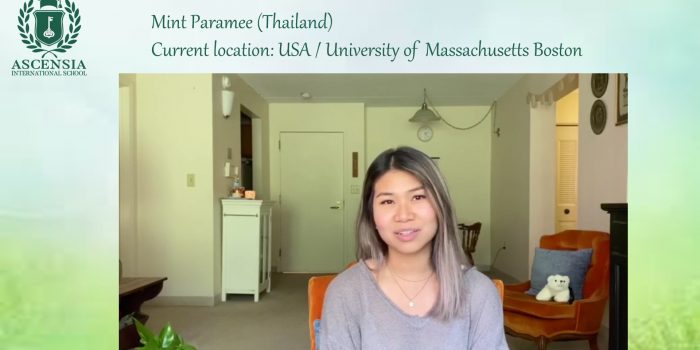 ASCENSIA
INTERNATIONAL SCHOOL
Mint Paramee (Thailand)
Current location: USA / University of Massachusetts Boston